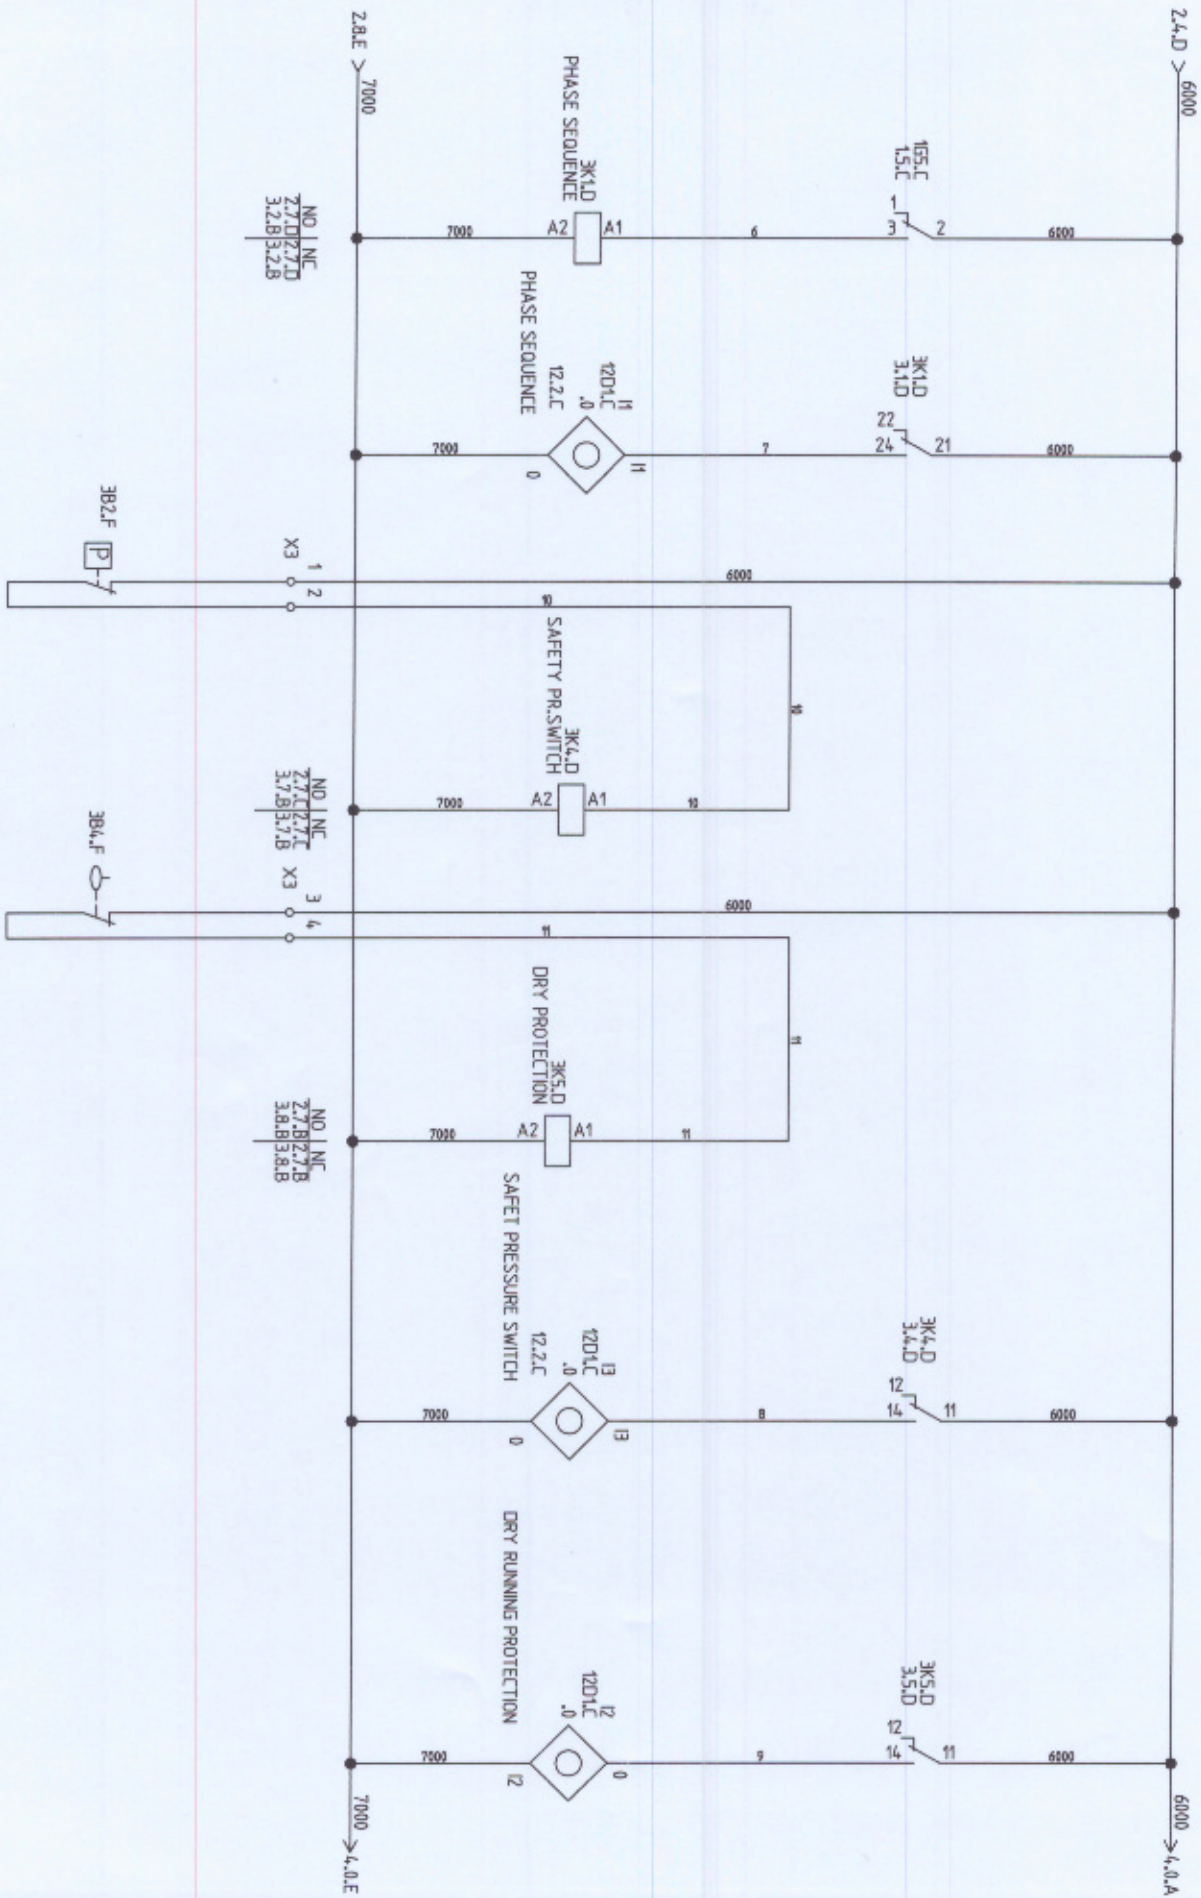 2.4.D
6000
6000
4.0.A
1G5.C
1.5.C
1
3
2
6000
3K1.D
3.1.D
22
24
21
6000
3K4.D
3.4.D
12
14
11
6000
3K5.D
3.5.D
12
14
11
6000
6
7
6000
10
10
6000
11
11
8
9
3K1.D
A1
A2
PHASE SEQUENCE
7000
I1
12D1.C
.0
12.2.C
I1
0
PHASE SEQUENCE
7000
10
3K4.D
A1
A2
SAFETY PR.SWITCH
7000
11
3K5.D
A1
A2
DRY PROTECTION
7000
I3
12D1.C
.0
12.2.C
I3
0
SAFET PRESSURE SWITCH
7000
I2
12D1.C
.0
0
I2
DRY RUNNING PROTECTION
7000
2.8.E
7000
7000
4.0.E
NO NC
2.7.D 2.7.D
3.2.B 3.2.B
1 2
X3
NO NC
2.7.C 2.7.C
3.7.B 3.7.B
3 4
X3
NO NC
2.7.B 2.7.B
3.8.B 3.8.B
3B2.F
P
3B4.F